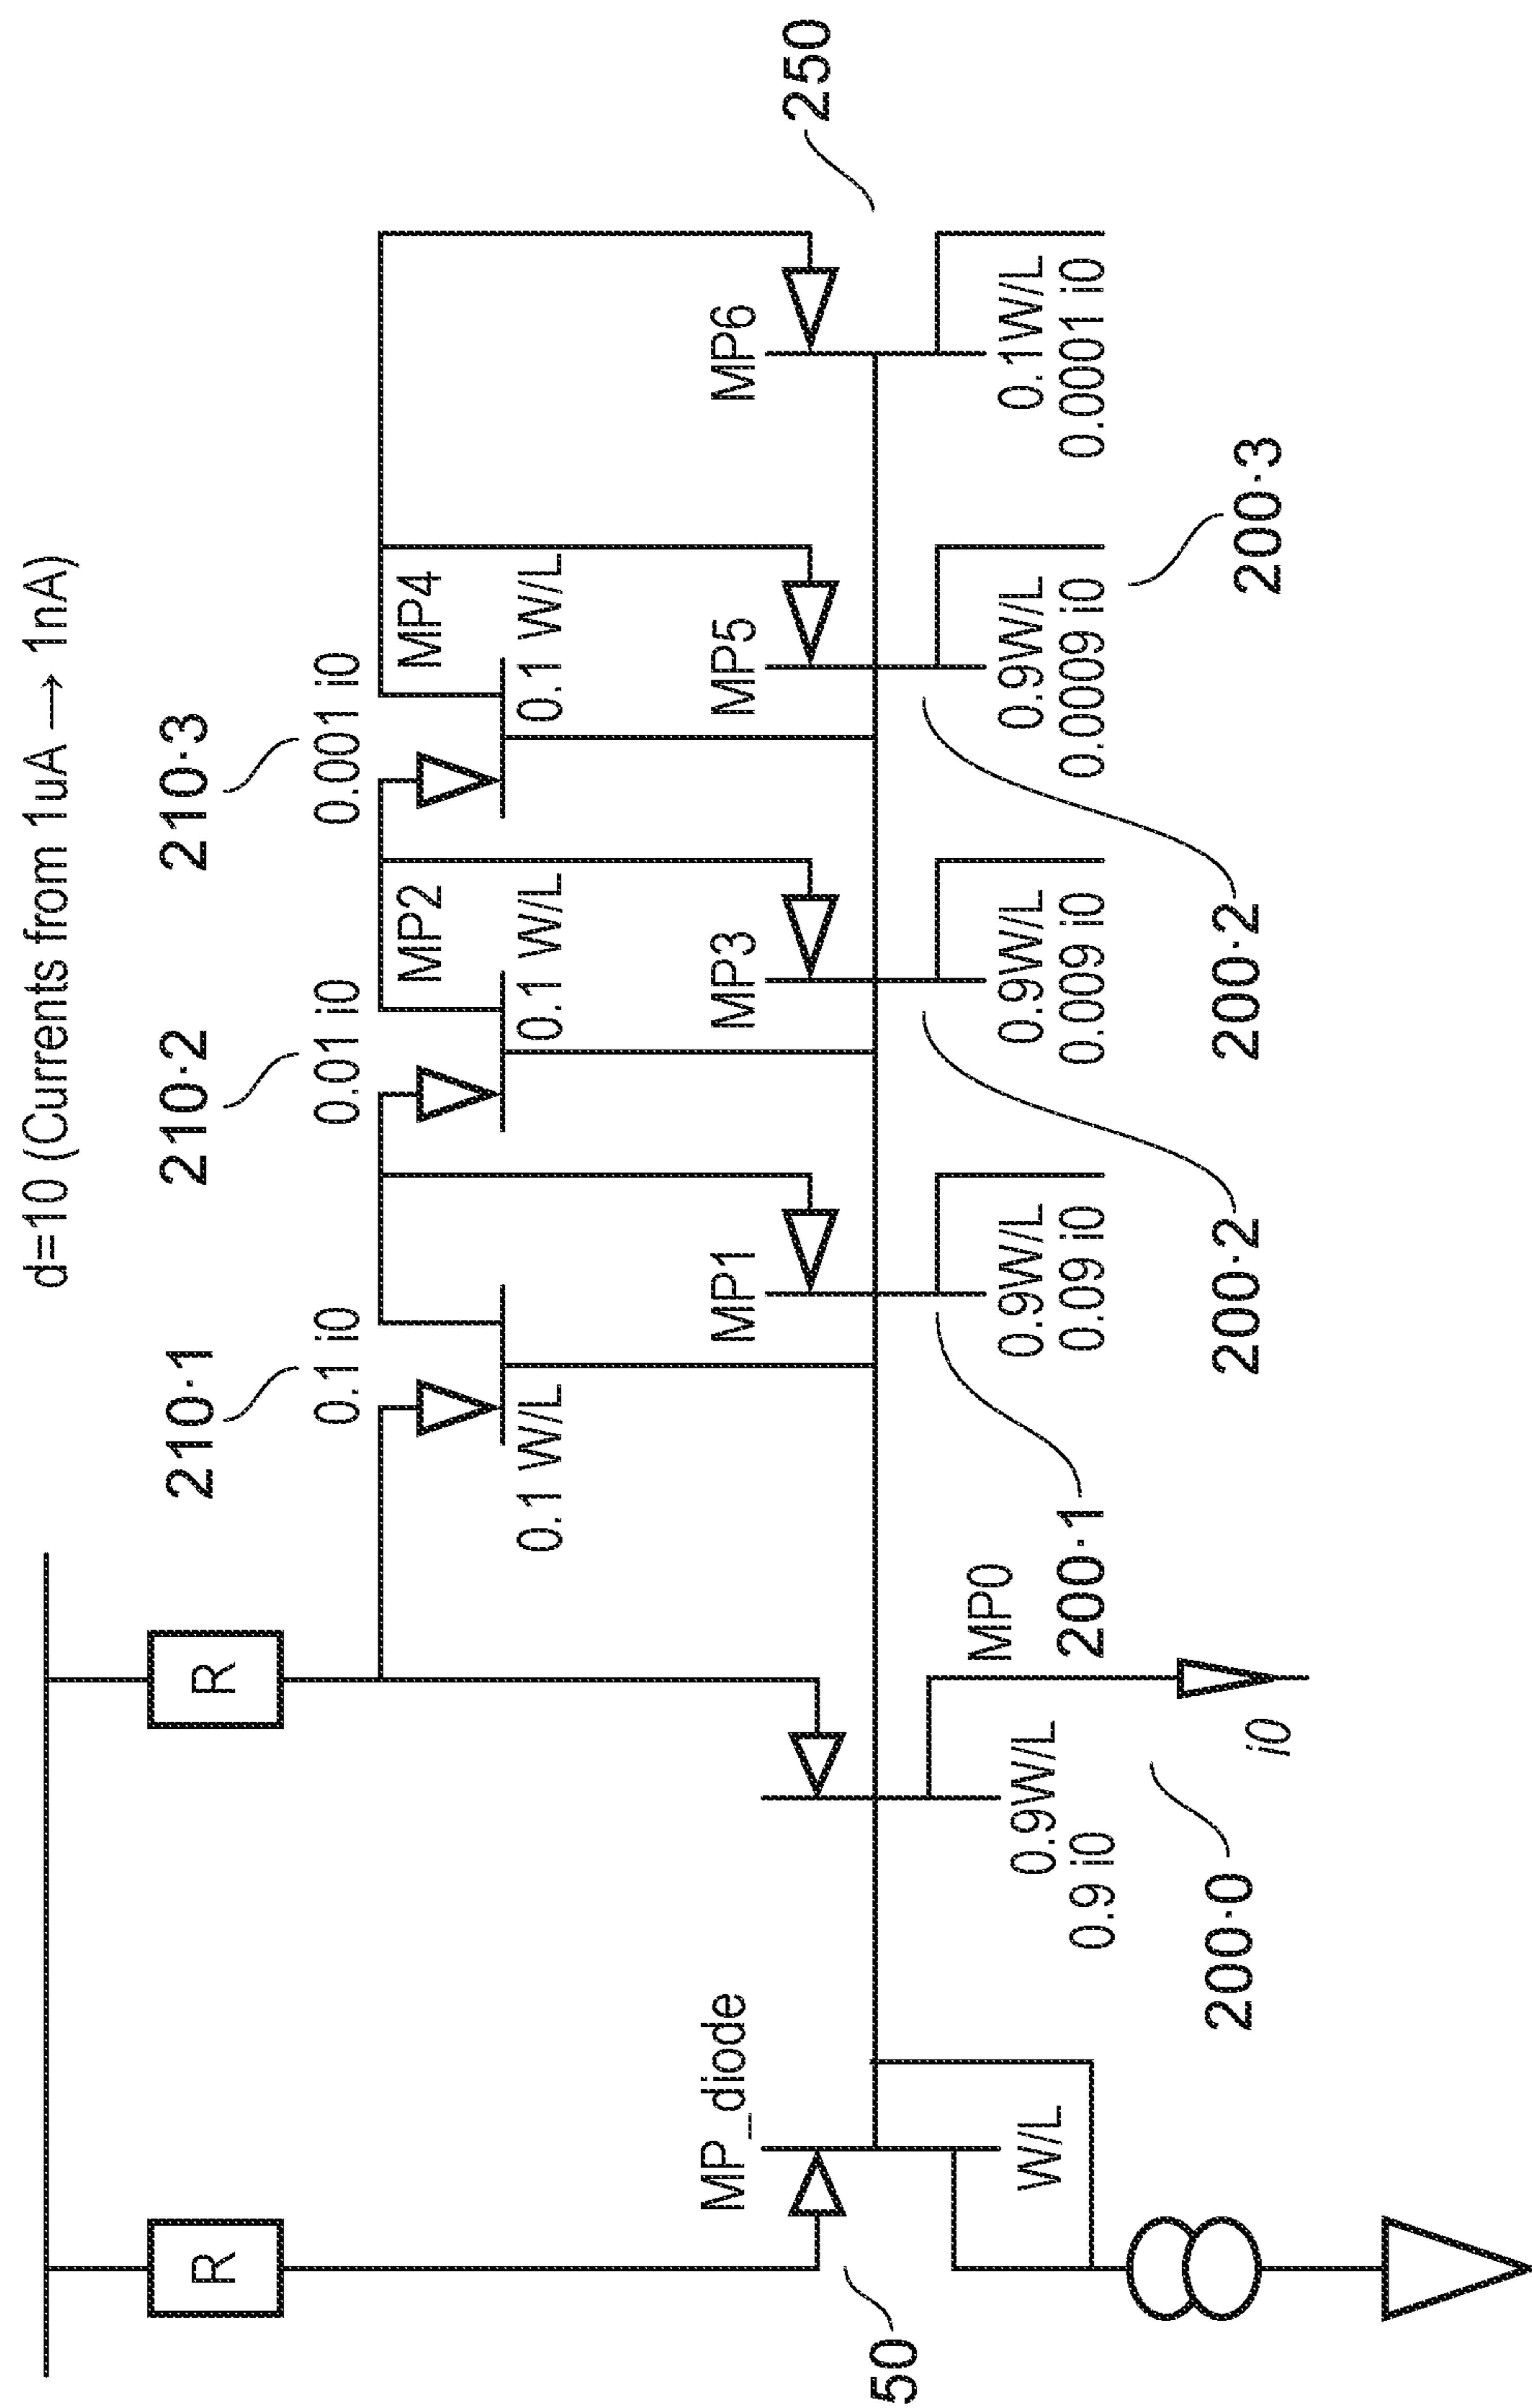 d=10 (Currents from 1uA → 1nA)
210·1
210·2
210·3
0.1 i0
0.01 i0
0.001 i0
MP2
MP4
R
R
0.1 W/L
0.1 W/L
0.1 W/L
MP_diode
MP1
MP3
MP5
MP6
250
50
W/L
0.9W/L
0.9 i0
MP0
0.9W/L
0.09 i0
0.9W/L
0.009 i0
0.9W/L
0.0009 i0
0.1W/L
0.0001 i0
200·0
i0
200·1
200·2
200·2
200·3